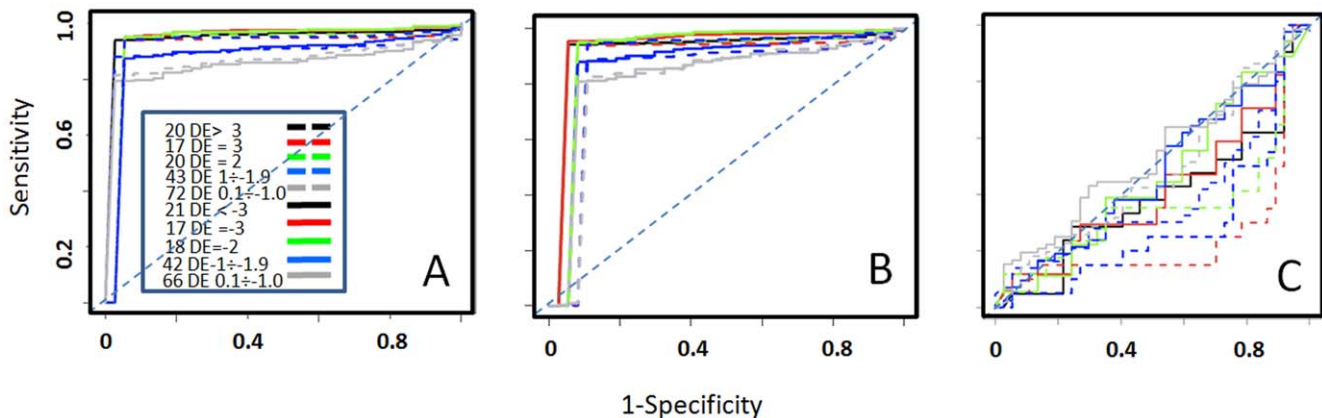 1.0
0.6
0.2
Sensitivity
20 DE> 3
17 DE = 3
20 DE = 2
43 DE 1÷-1.9
72 DE 0.1÷-1.0
21 DE < -3
17 DE =-3
18 DE=-2
42 DE-1÷-1.9
66 DE 0.1÷-1.0
A
B
C
0 0.4 0.8
0 0.4 0.8
0 0.4 0.8
1-Specificity